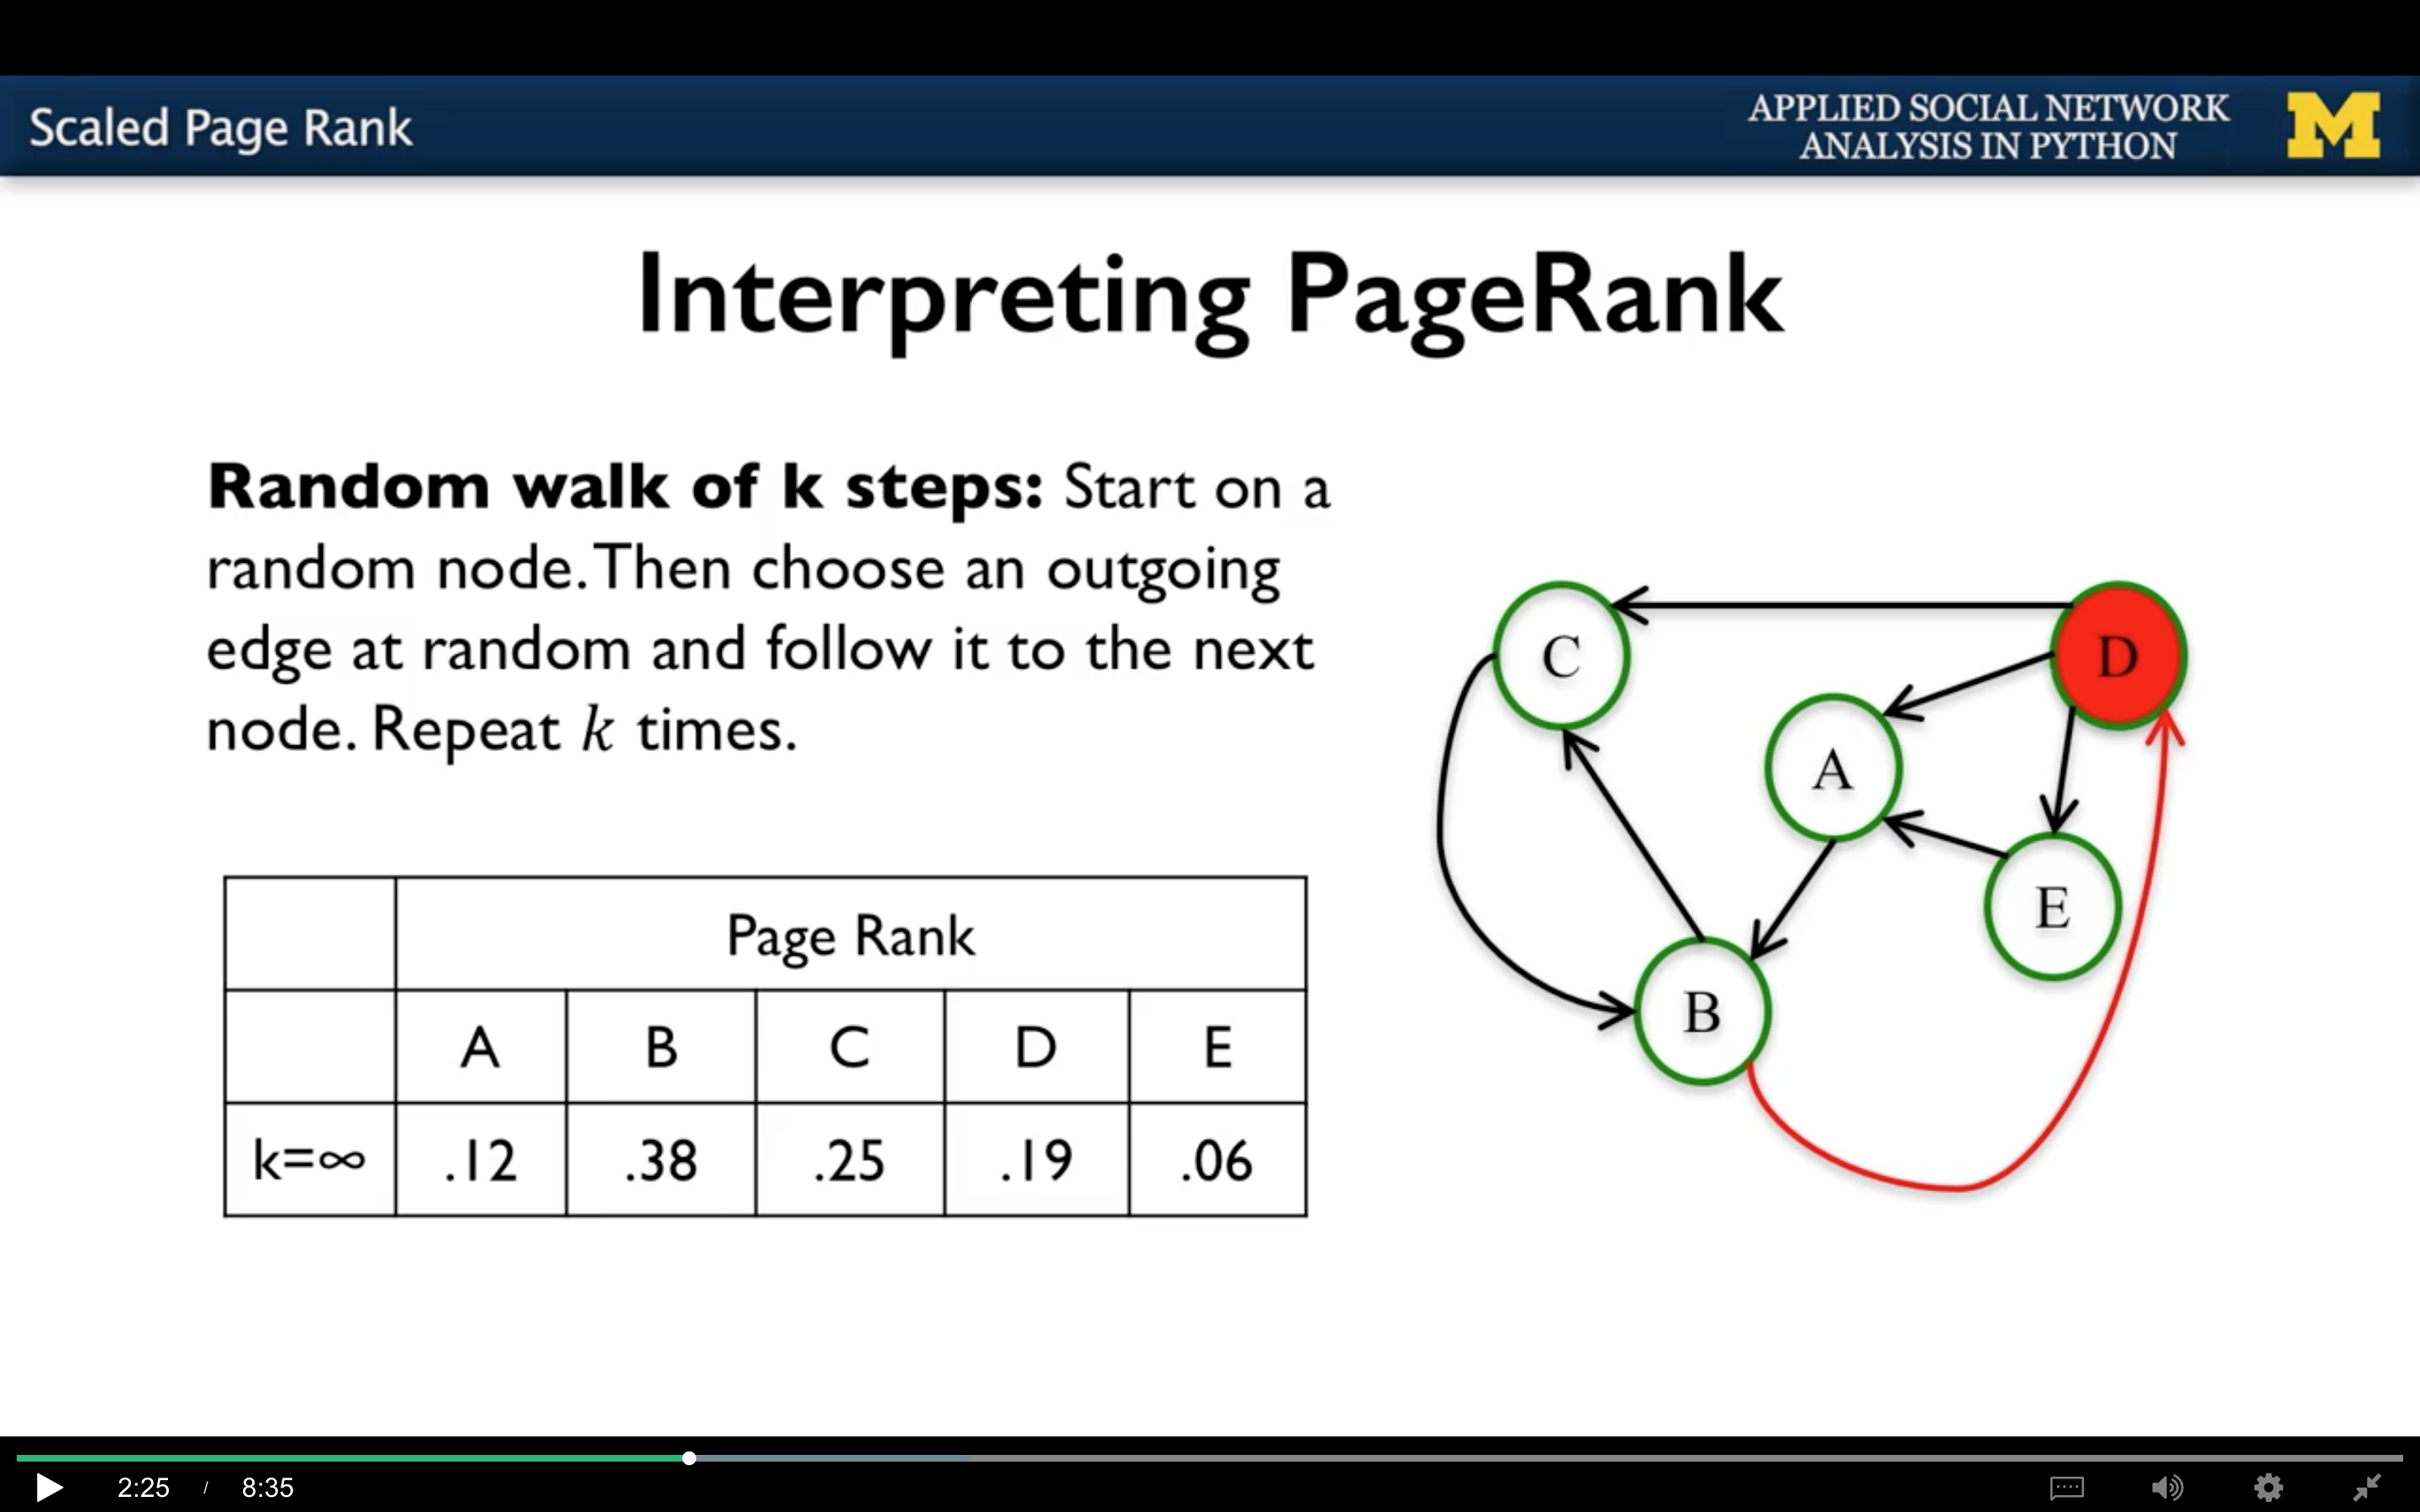 Scaled Page Rank
APPLIED SOCIAL NETWORK
ANALYSIS IN PYTHON
M
Interpreting PageRank
Random walk of k steps: Start on a
random node. Then choose an outgoing
edge at random and follow it to the next
node. Repeat k times.
Page Rank
A B C D E
k=∞ .12 .38 .25 .19 .06
C
D
A
E
B
2:25 / 8:35